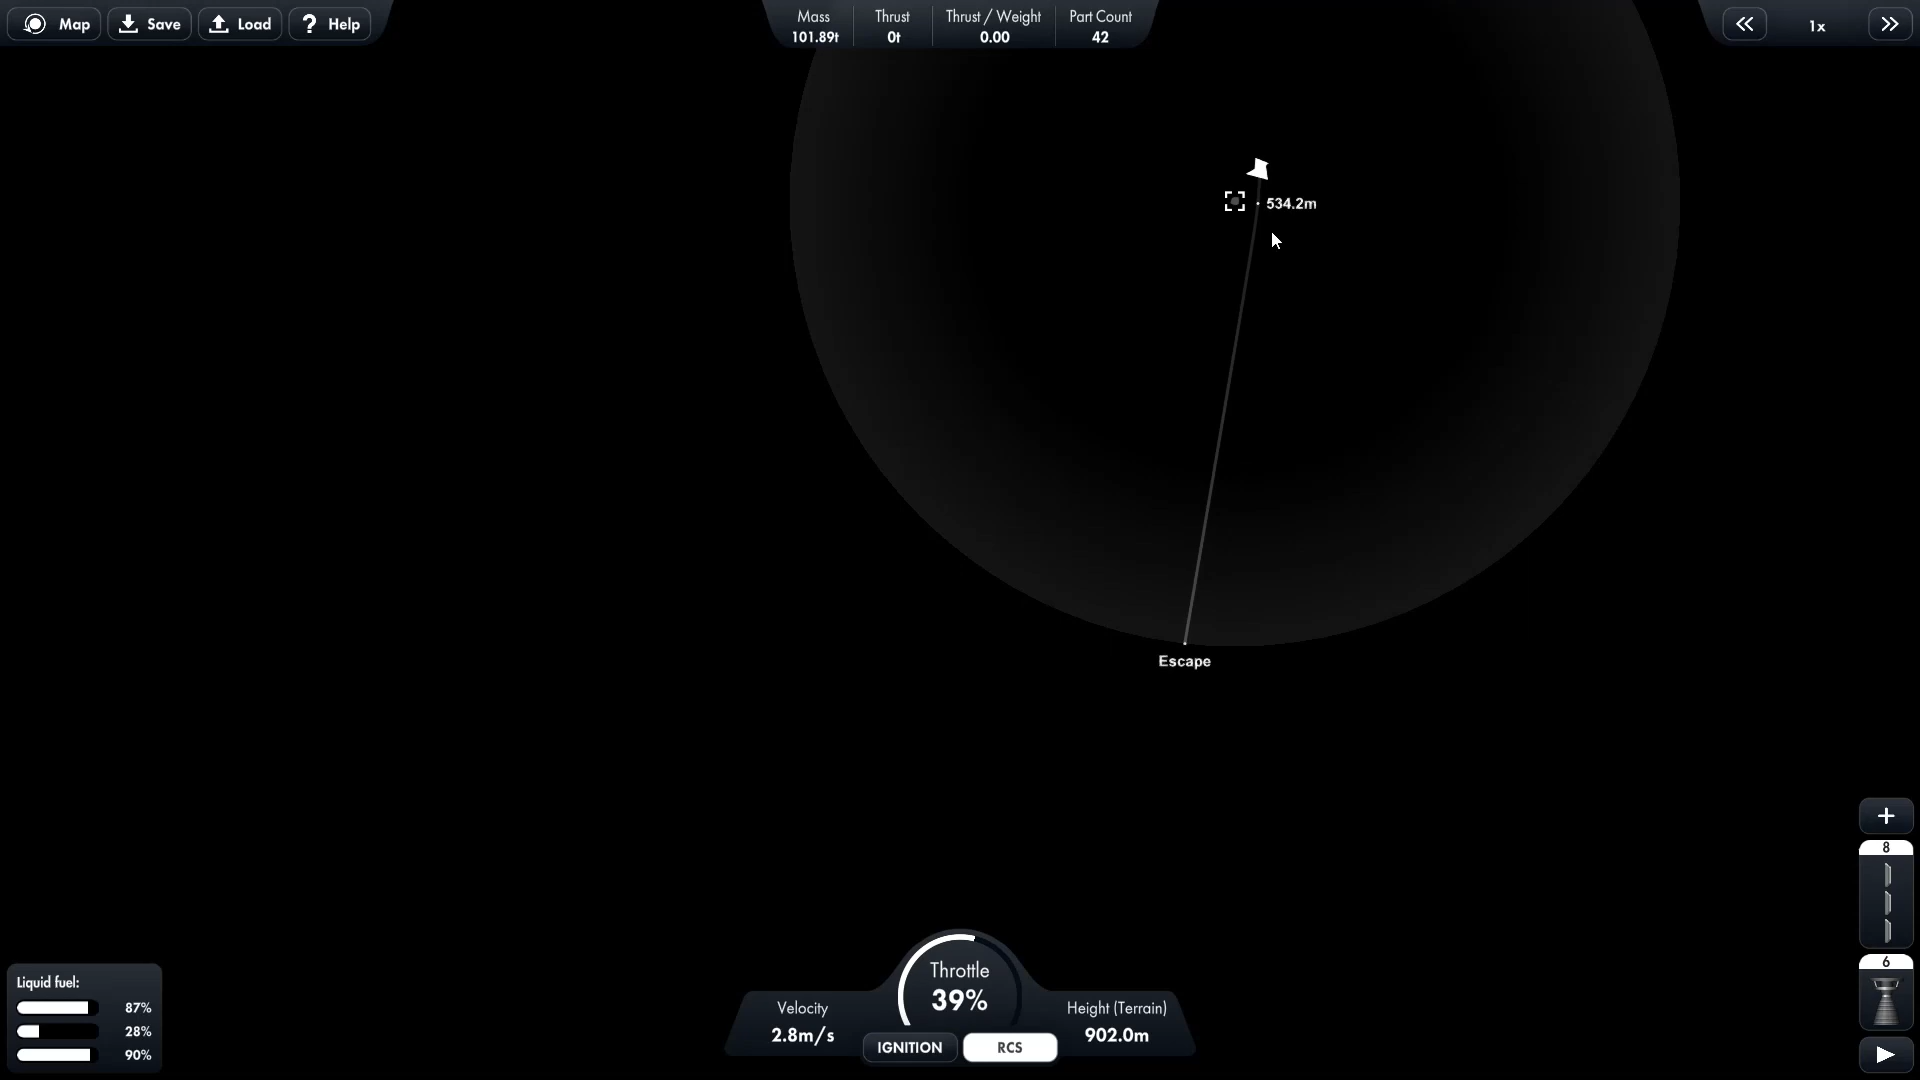 Map
Save
Load
Help
Mass
101.89t
Thrust
0t
Thrust / Weight
0.00
Part Count
42
1x
534.2m
Escape
8
6
Liquid fuel:
87%
28%
90%
Throttle
39%
Velocity
2.8m/s
Height (Terrain)
902.0m
IGNITION
RCS